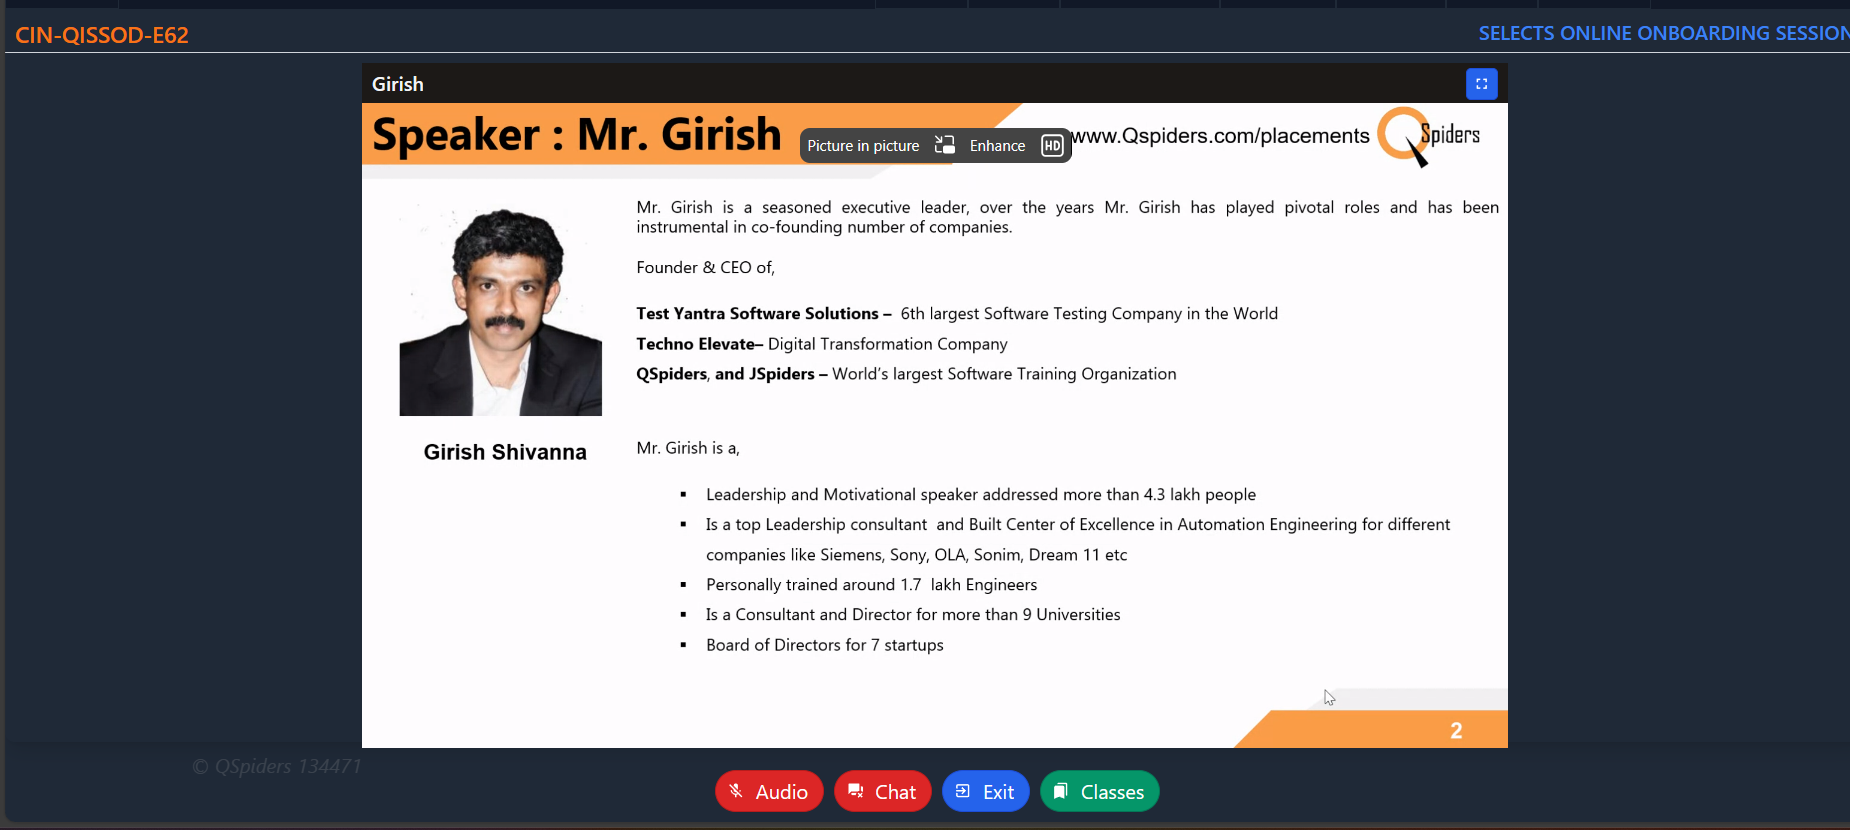 CIN-QISSOD-E62
SELECTS ONLINE ONBOARDING SESSION
Girish
Speaker : Mr. Girish
Picture in picture Enhance HD
www.Qspiders.com/placements
QSpiders
Mr. Girish is a seasoned executive leader, over the years Mr. Girish has played pivotal roles and has been
instrumental in co-founding number of companies.
Founder & CEO of,
Test Yantra Software Solutions – 6th largest Software Testing Company in the World
Techno Elevate– Digital Transformation Company
QSpiders, and JSpiders – World’s largest Software Training Organization
Girish Shivanna
Mr. Girish is a,
▪ Leadership and Motivational speaker addressed more than 4.3 lakh people
▪ Is a top Leadership consultant and Built Center of Excellence in Automation Engineering for different
companies like Siemens, Sony, OLA, Sonim, Dream 11 etc
▪ Personally trained around 1.7 lakh Engineers
▪ Is a Consultant and Director for more than 9 Universities
▪ Board of Directors for 7 startups
2
© QSpiders 134471
Audio
Chat
Exit
Classes